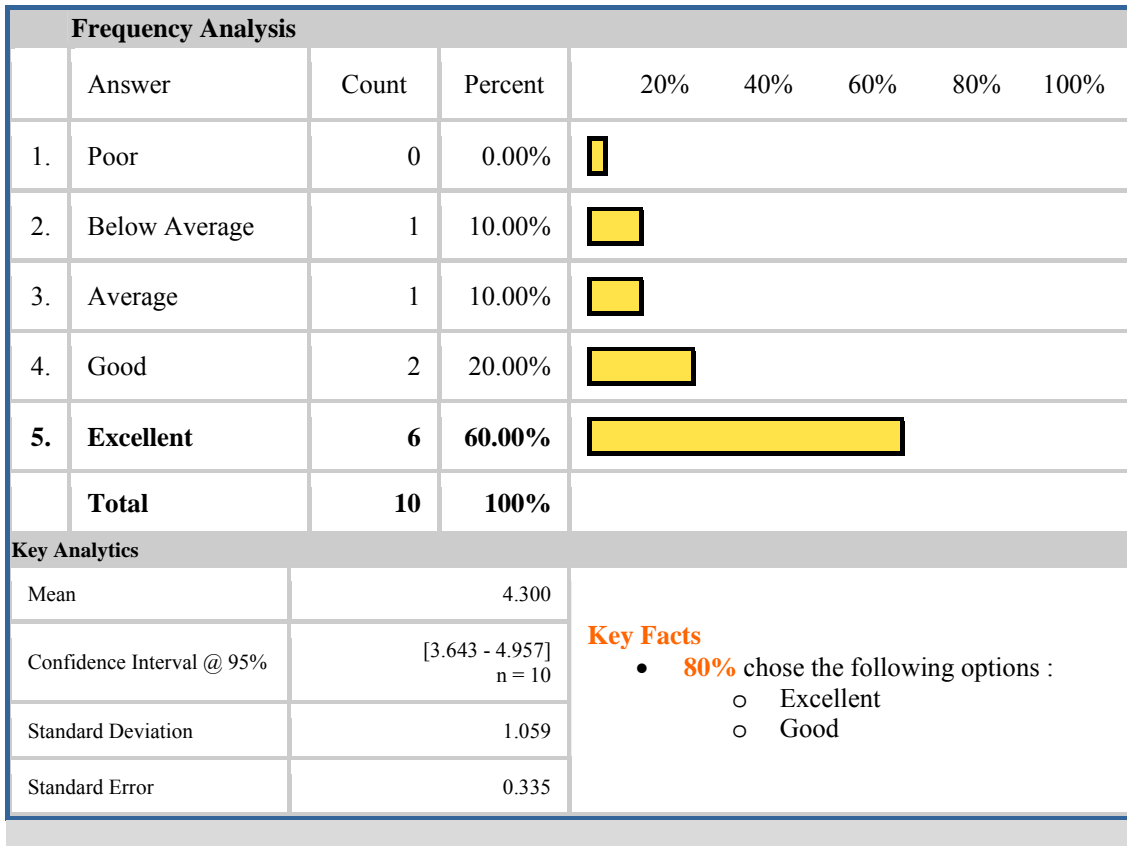 Frequency Analysis
Answer Count Percent 20% 40% 60% 80% 100%
1. Poor 0 0.00%
2. Below Average 1 10.00%
3. Average 1 10.00%
4. Good 2 20.00%
5. Excellent 6 60.00%
Total 10 100%
Key Analytics
Mean 4.300
Confidence Interval @ 95% [3.643 - 4.957]
n = 10
Standard Deviation 1.059
Standard Error 0.335
Key Facts
• 80% chose the following options :
o Excellent
o Good